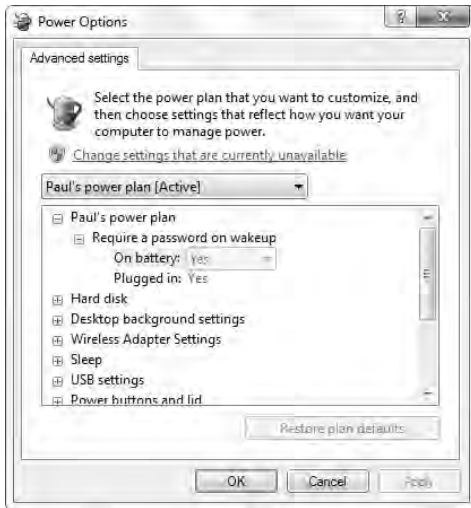 Power Options
Advanced settings
Select the power plan that you want to customize, and
then choose settings that reflect how you want your
computer to manage power.
Change settings that are currently unavailable
Paul's power plan [Active]
Paul's power plan
Require a password on wakeup
On battery: Yes
Plugged in: Yes
Hard disk
Desktop background settings
Wireless Adapter Settings
Sleep
USB settings
Power buttons and lid
Restore plan defaults
OK Cancel Apply